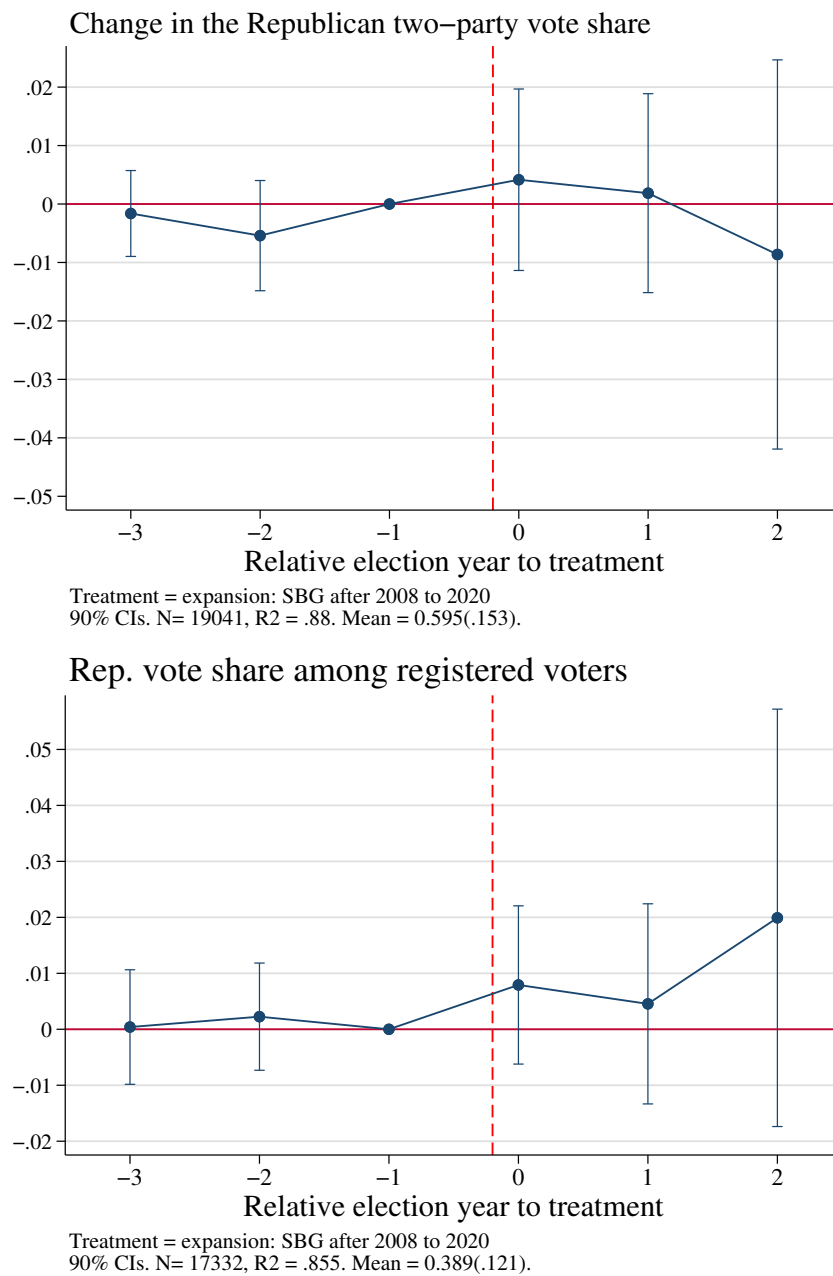 Change in the Republican two−party vote share
.02
.01
0
−.01
−.02
−.03
−.04
−.05
−3 −2 −1 0 1 2
Relative election year to treatment
Treatment = expansion: SBG after 2008 to 2020
90% CIs. N= 19041, R2 = .88. Mean = 0.595(.153).
Rep. vote share among registered voters
.05
.04
.03
.02
.01
0
−.01
−.02
−3 −2 −1 0 1 2
Relative election year to treatment
Treatment = expansion: SBG after 2008 to 2020
90% CIs. N= 17332, R2 = .855. Mean = 0.389(.121).